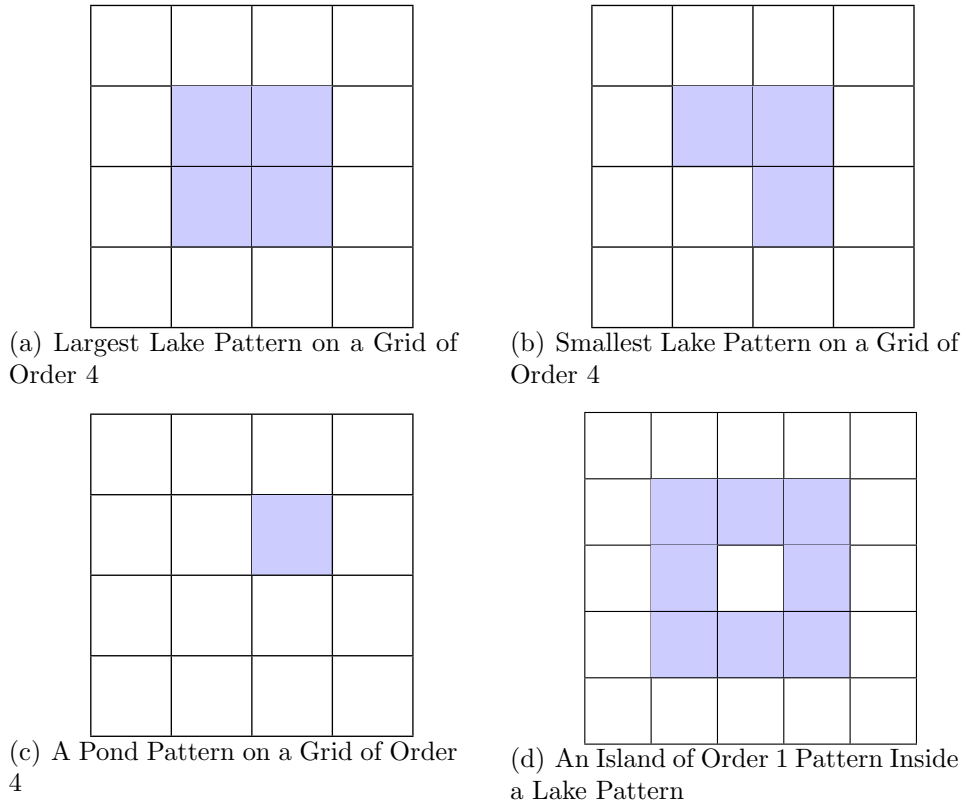 (a) Largest Lake Pattern on a Grid of
Order 4
(b) Smallest Lake Pattern on a Grid of
Order 4
(c) A Pond Pattern on a Grid of Order
4
(d) An Island of Order 1 Pattern Inside
a Lake Pattern